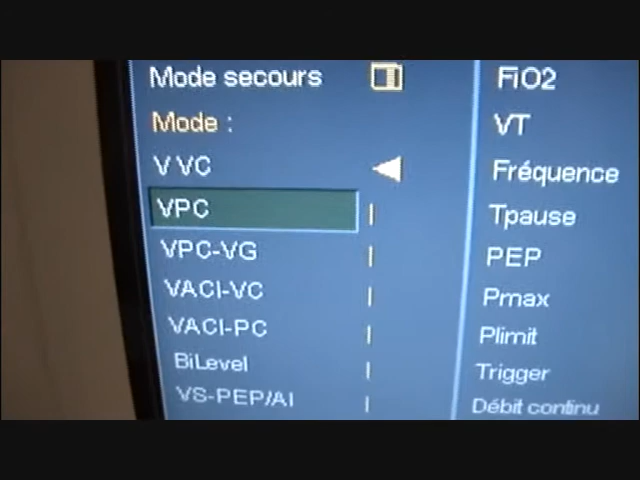 Mode secours
Mode :
V VC
VPC
VPC-VG
VACI-VC
VACI-PC
BiLevel
VS-PEP/AI
FiO2
VT
Fréquence
Tpause
PEP
Pmax
Plimit
Trigger
Débit continu